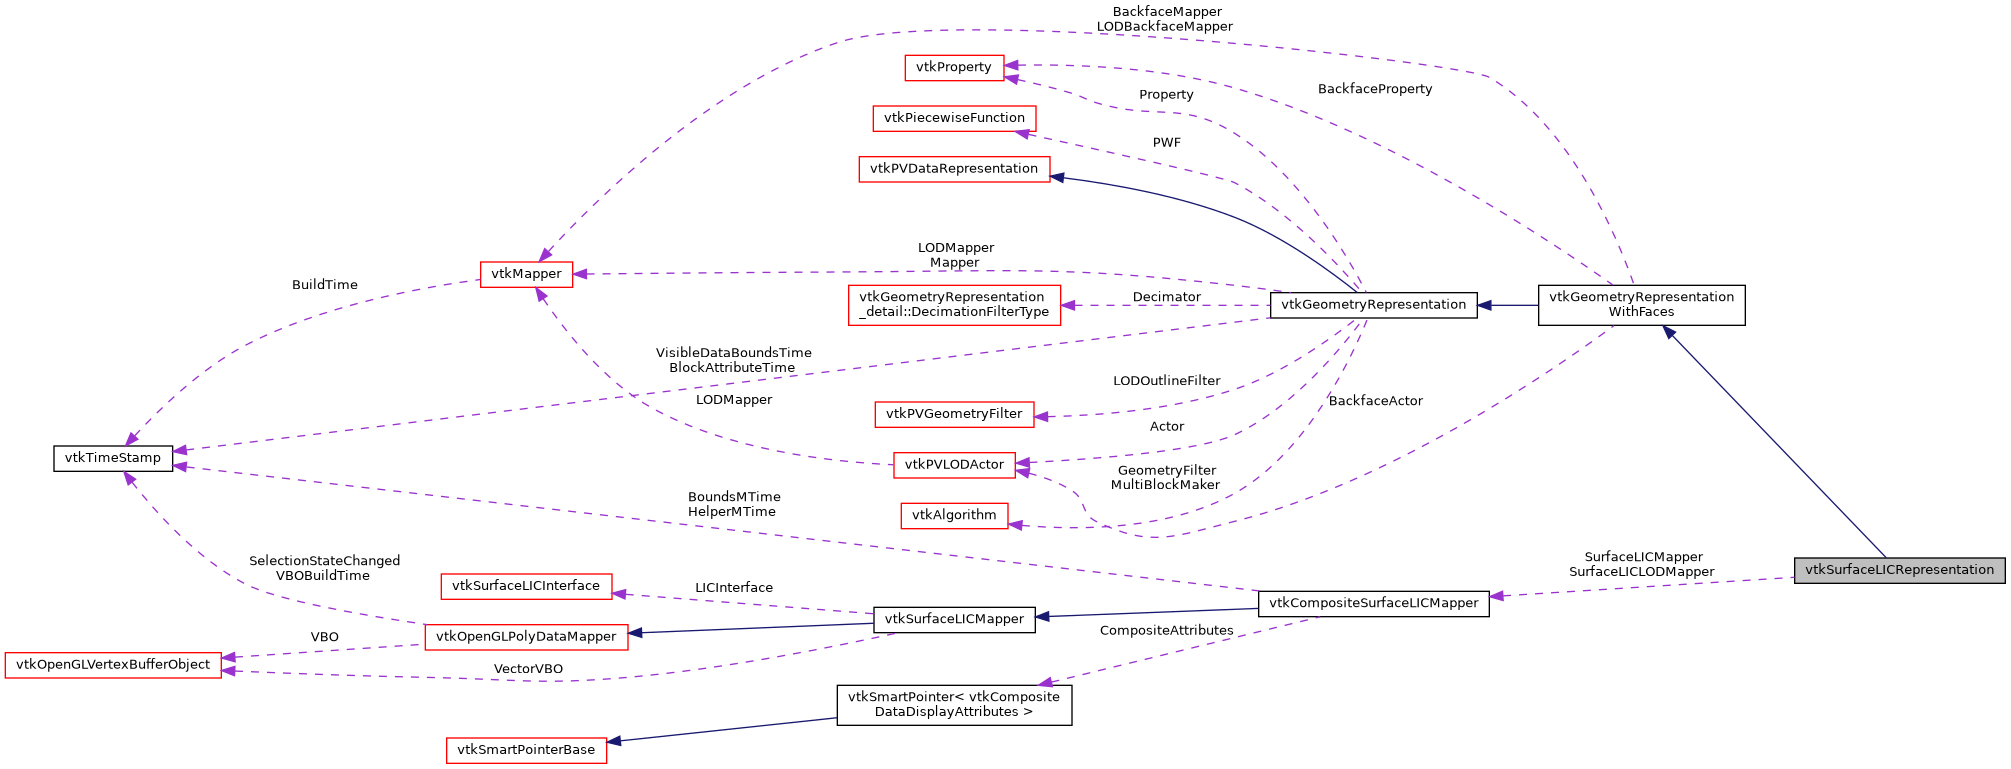 BackfaceMapper
LODBackfaceMapper
vtkProperty
BackfaceProperty
Property
vtkPiecewiseFunction
PWF
vtkPVDataRepresentation
LODMapper
Mapper
vtkMapper
BuildTime
vtkGeometryRepresentation
_detail::DecimationFilterType
Decimator
vtkGeometryRepresentation
vtkGeometryRepresentation
WithFaces
VisibleDataBoundsTime
BlockAttributeTime
LODOutlineFilter
LODMapper
BackfaceActor
vtkPVGeometryFilter
Actor
vtkTimeStamp
vtkPVLODActor
GeometryFilter
MultiBlockMaker
BoundsMTime
HelperMTime
vtkAlgorithm
SelectionStateChanged
VBOBuildTime
SurfaceLICMapper
SurfaceLICLODMapper
vtkSurfaceLICRepresentation
vtkSurfaceLICInterface
LICInterface
vtkCompositeSurfaceLICMapper
vtkSurfaceLICMapper
CompositeAttributes
vtkOpenGLPolyDataMapper
VBO
vtkOpenGLVertexBufferObject
VectorVBO
vtkSmartPointer< vtkComposite
DataDisplayAttributes >
vtkSmartPointerBase